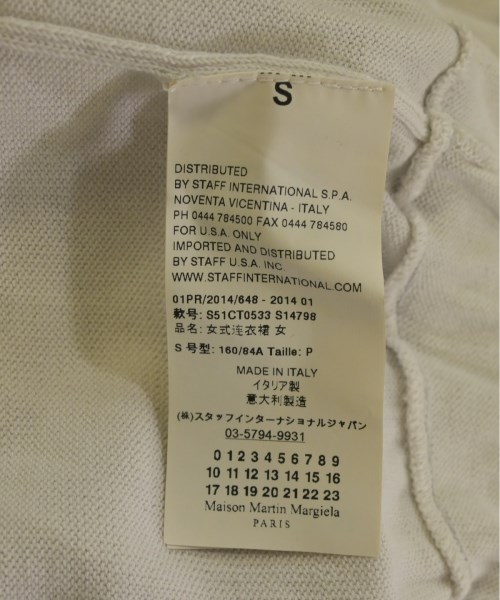 S
DISTRIBUTED
BY STAFF INTERNATIONAL S.P.A.
NOVENTA VICENTINA - ITALY
PH 0444 784500 FAX 0444 784580
FOR U.S.A. ONLY
IMPORTED AND DISTRIBUTED
BY STAFF U.S.A. INC.
WWW.STAFFINTERNATIONAL.COM
01PR/2014/648 - 2014 01
款号: S51CT0533 S14798
品名: 女式连衣裙 女
S 号型: 160/84A Taille: P
MADE IN ITALY
イタリア製
意大利製造
(株)スタッフインターナショナルジャパン
03-5794-9931
0 1 2 3 4 5 6 7 8 9
10 11 12 13 14 15 16
17 18 19 20 21 22 23
Maison Martin Margiela
PARIS